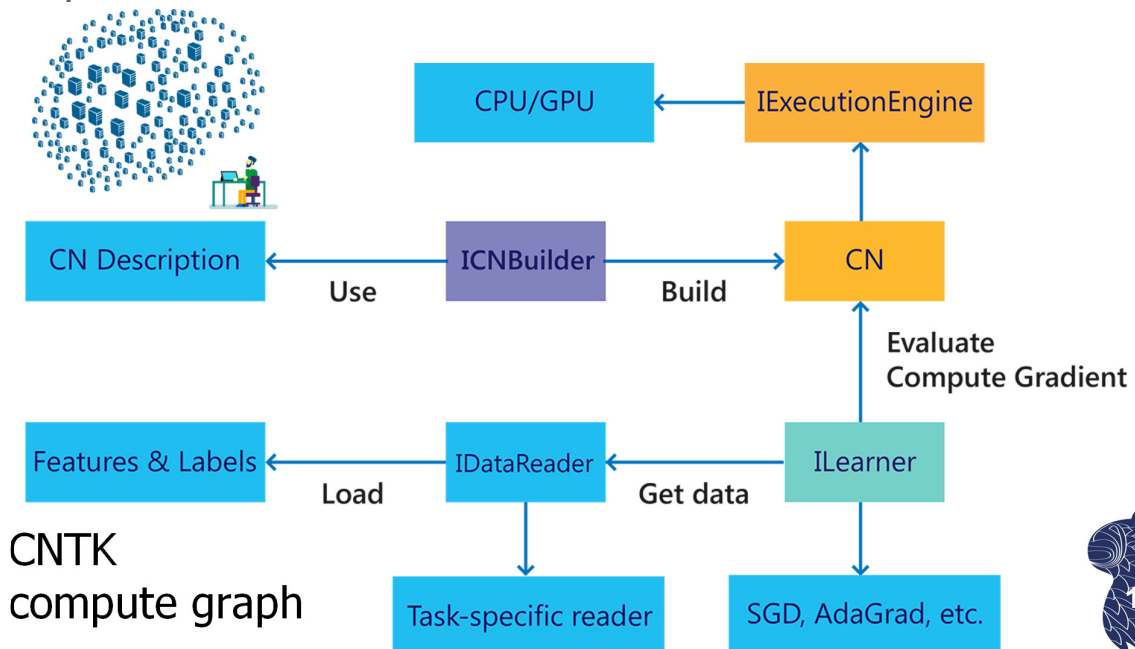 CPU/GPU
IExecutionEngine
CN Description
ICNBuilder
CN
Use
Build
Evaluate
Compute Gradient
Features & Labels
IDataReader
ILearner
Load
Get data
CNTK
compute graph
Task-specific reader
SGD, AdaGrad, etc.